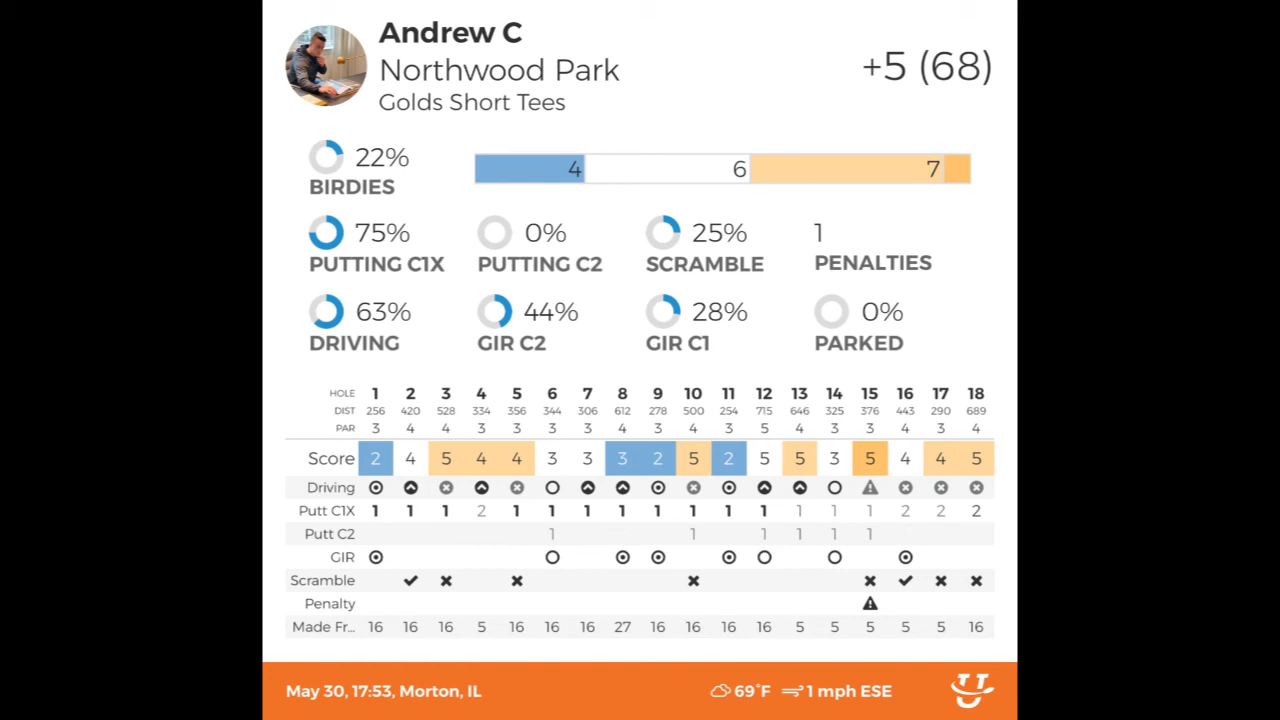 Andrew C
Northwood Park
Golds Short Tees
+5 (68)
22%
BIRDIES
4 6 7
75%
PUTTING C1X
0%
PUTTING C2
25%
SCRAMBLE
1
PENALTIES
63%
DRIVING
44%
GIR C2
28%
GIR C1
0%
PARKED
HOLE 1 2 3 4 5 6 7 8 9 10 11 12 13 14 15 16 17 18
DIST 256 420 528 334 356 344 306 612 278 500 254 715 646 325 376 443 290 689
PAR 3 4 4 3 3 3 3 4 3 4 3 5 4 3 3 4 3 4
Score 2 4 5 4 4 3 3 3 2 5 2 5 5 3 5 4 4 5
Driving
Putt C1X 1 1 1 2 1 1 1 1 1 1 1 1 1 1 1 2 2 2
Putt C2 1 1 1 1 1 1
GIR
Scramble
Penalty
Made Fr... 16 16 16 5 16 16 16 27 16 16 16 16 5 5 5 5 5 16
May 30, 17:53, Morton, IL
69°F
1 mph ESE